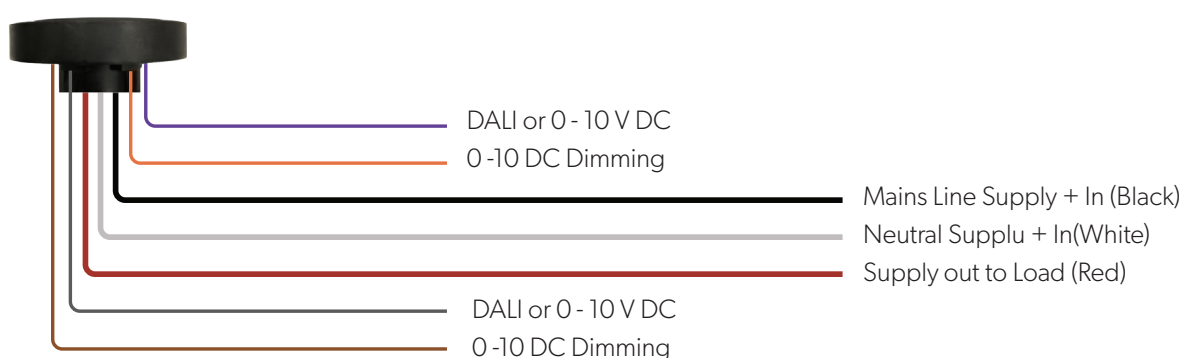 DALI or 0 - 10 V DC
0 -10 DC Dimming
Mains Line Supply + In (Black)
Neutral Supplu + In(White)
Supply out to Load (Red)
DALI or 0 - 10 V DC
0 -10 DC Dimming